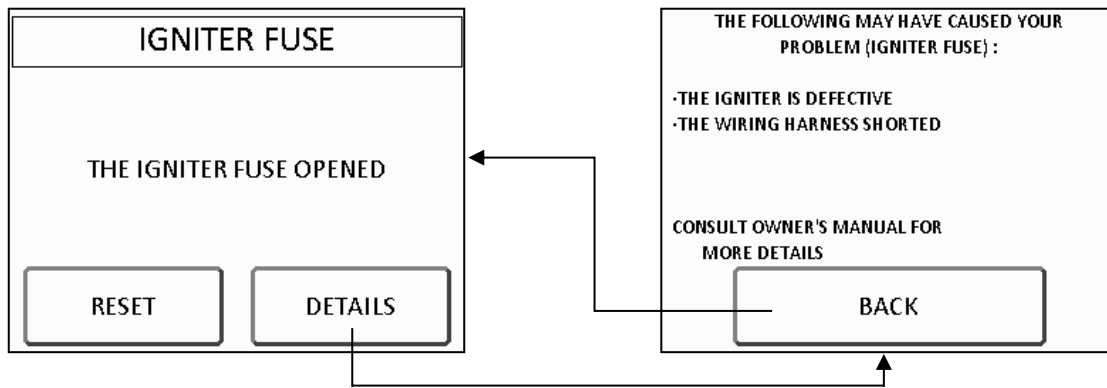 IGNITER FUSE
THE IGNITER FUSE OPENED
RESET
DETAILS
THE FOLLOWING MAY HAVE CAUSED YOUR
PROBLEM (IGNITER FUSE) :
·THE IGNITER IS DEFECTIVE
·THE WIRING HARNESS SHORTED
CONSULT OWNER'S MANUAL FOR
MORE DETAILS
BACK